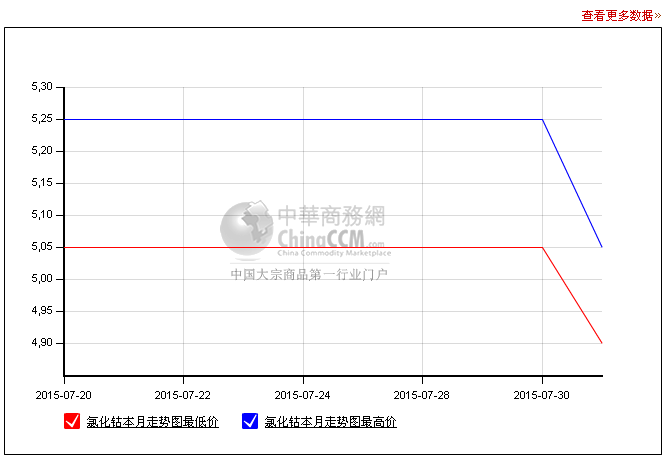 查看更多数据»
5,30
5,25
5,20
5,15
5,10
5,05
5,00
4,95
4,90
中華商務網
ChinaCCM.com
China Commodity Marketplace
中国大宗商品第一行业门户
2015-07-20 2015-07-22 2015-07-24 2015-07-28 2015-07-30
氯化钴本月走势图最低价 氯化钴本月走势图最高价